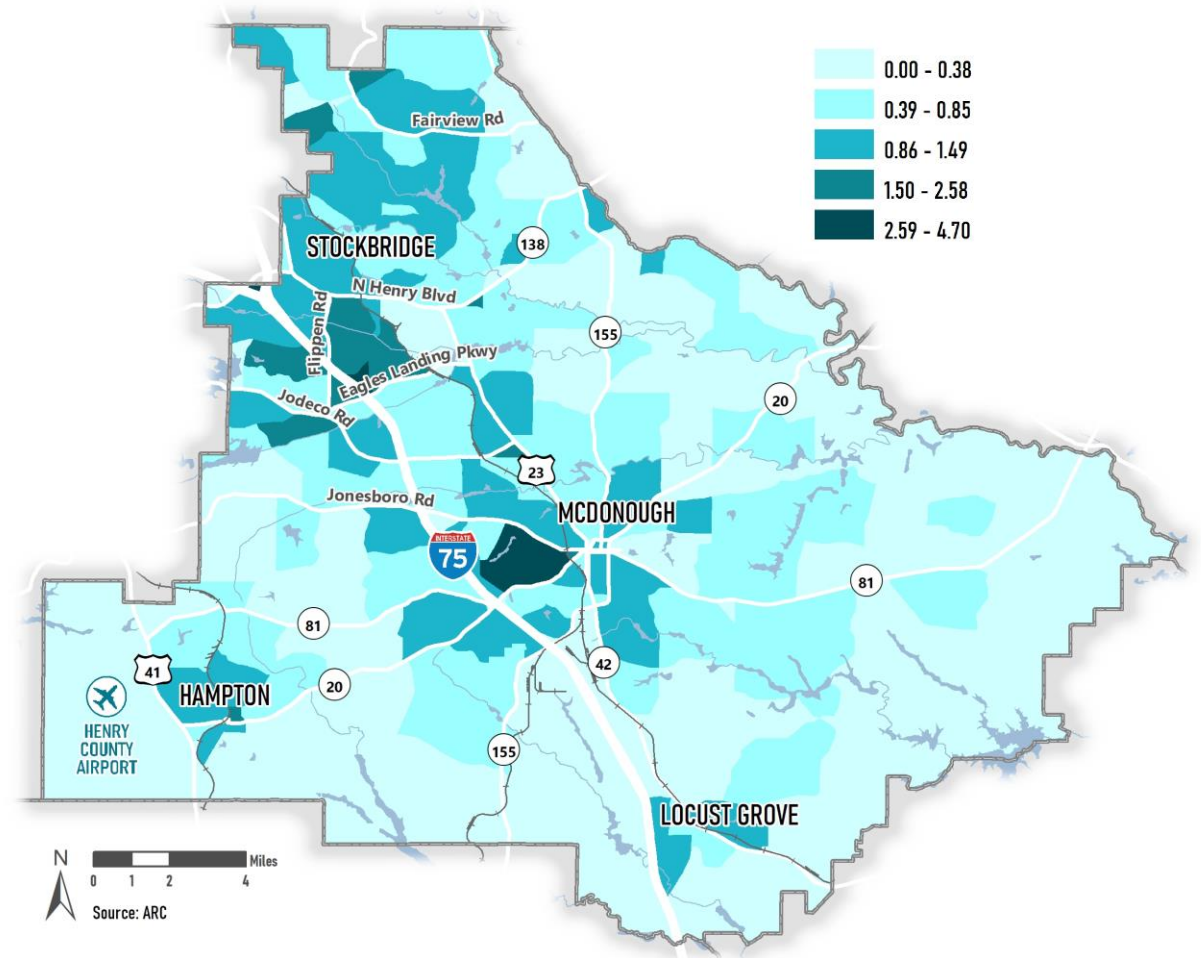 0.00 - 0.38
0.39 - 0.85
0.86 - 1.49
1.50 - 2.58
2.59 - 4.70
Fairview Rd
STOCKBRIDGE
138
N Henry Blvd
Flippen Rd
155
Eagles Landing Pkwy
Jodeco Rd
20
23
Jonesboro Rd
MCDONOUGH
INTERSTATE
75
81
81
41
42
20
HAMPTON
HENRY
COUNTY
AIRPORT
155
LOCUST GROVE
N
Miles
0 1 2 4
Source: ARC